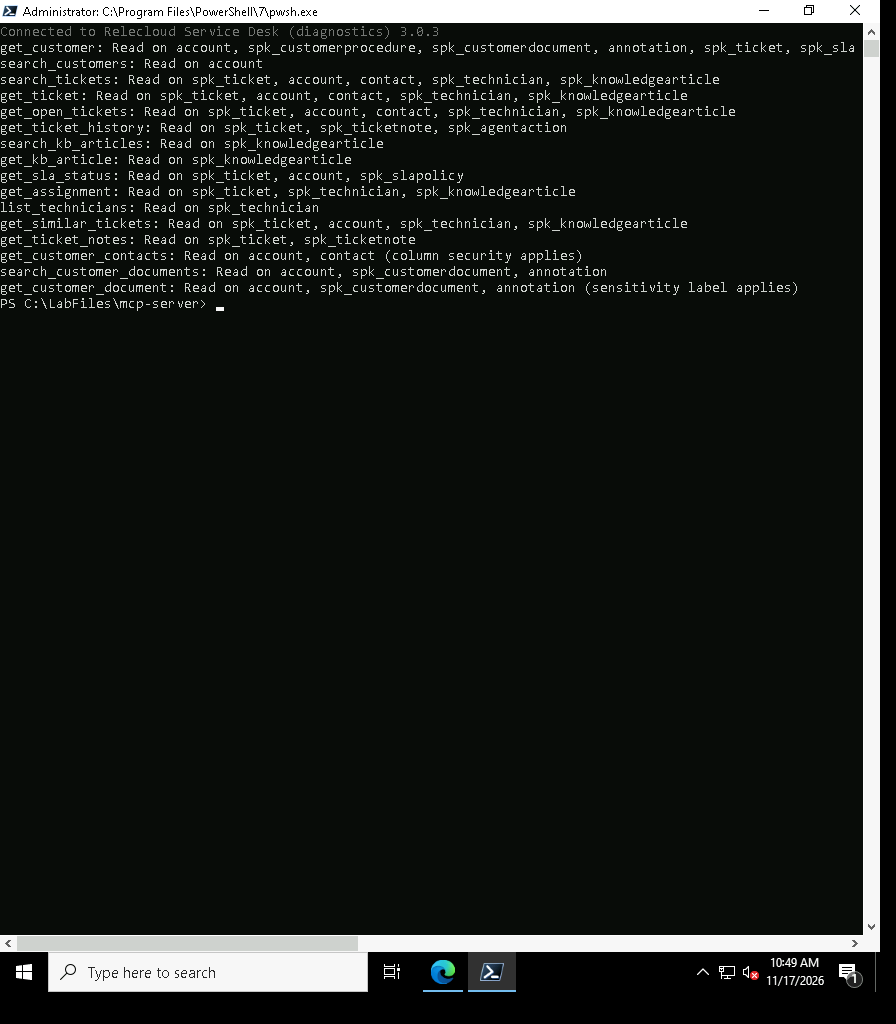 Administrator: C:\Program Files\PowerShell\7\pwsh.exe
Connected to Relecloud Service Desk (diagnostics) 3.0.3
get_customer: Read on account, spk_customerprocedure, spk_customerdocument, annotation, spk_ticket, spk_sla
search_customers: Read on account
search_tickets: Read on spk_ticket, account, contact, spk_technician, spk_knowledgearticle
get_ticket: Read on spk_ticket, account, contact, spk_technician, spk_knowledgearticle
get_open_tickets: Read on spk_ticket, account, contact, spk_technician, spk_knowledgearticle
get_ticket_history: Read on spk_ticket, spk_ticketnote, spk_agentaction
search_kb_articles: Read on spk_knowledgearticle
get_kb_article: Read on spk_knowledgearticle
get_sla_status: Read on spk_ticket, account, spk_slapolicy
get_assignment: Read on spk_ticket, spk_technician, spk_knowledgearticle
list_technicians: Read on spk_technician
get_similar_tickets: Read on spk_ticket, account, spk_technician, spk_knowledgearticle
get_ticket_notes: Read on spk_ticket, spk_ticketnote
get_customer_contacts: Read on account, contact (column security applies)
search_customer_documents: Read on account, spk_customerdocument, annotation
get_customer_document: Read on account, spk_customerdocument, annotation (sensitivity label applies)
PS C:\LabFiles\mcp-server>
Type here to search
10:49 AM
11/17/2026
1